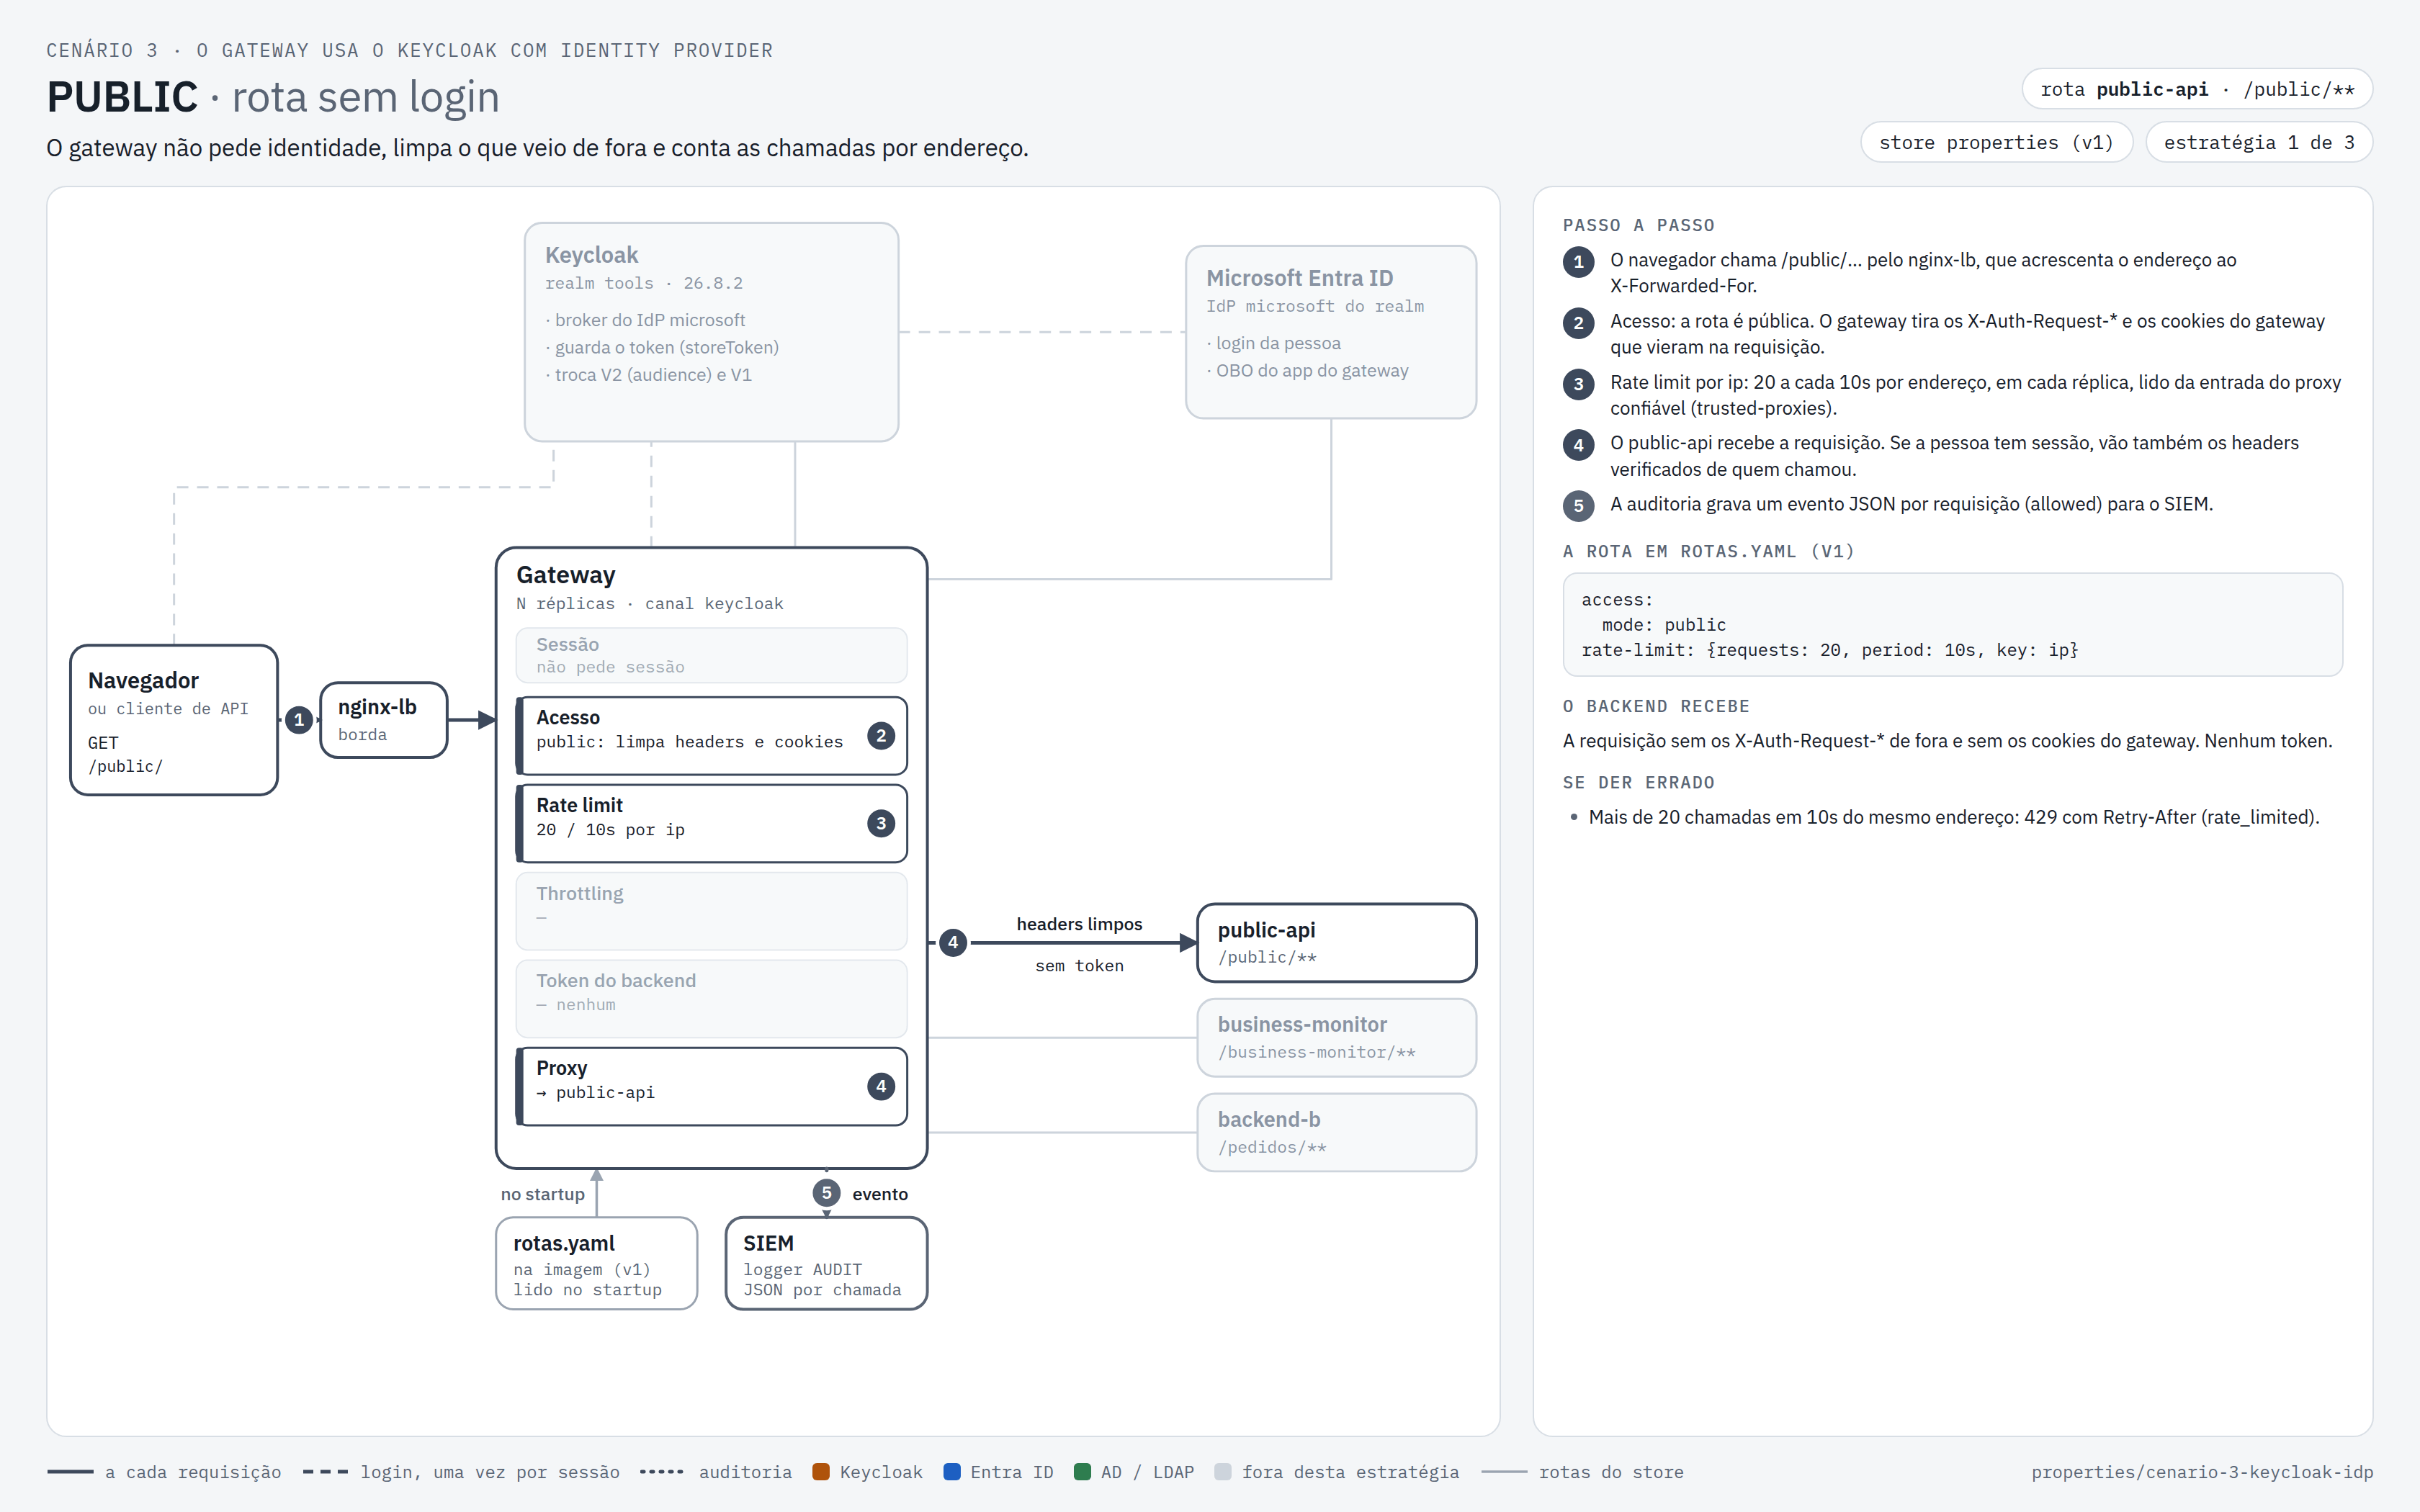 CENÁRIO 3 · O GATEWAY USA O KEYCLOAK COM IDENTITY PROVIDER
PUBLIC · rota sem login
O gateway não pede identidade, limpa o que veio de fora e conta as chamadas por endereço.
rota public-api · /public/**
store properties (v1)
estratégia 1 de 3
Keycloak
realm tools · 26.8.2
· broker do IdP microsoft
· guarda o token (storeToken)
· troca V2 (audience) e V1
Microsoft Entra ID
IdP microsoft do realm
· login da pessoa
· OBO do app do gateway
Navegador
ou cliente de API
GET
/public/
1
nginx-lb
borda
Gateway
N réplicas · canal keycloak
Sessão
não pede sessão
Acesso
public: limpa headers e cookies
2
Rate limit
20 / 10s por ip
3
Throttling
—
Token do backend
— nenhum
Proxy
→ public-api
4
4
headers limpos
sem token
public-api
/public/**
business-monitor
/business-monitor/**
backend-b
/pedidos/**
no startup
5
evento
rotas.yaml
na imagem (v1)
lido no startup
SIEM
logger AUDIT
JSON por chamada
PASSO A PASSO
1 O navegador chama /public/... pelo nginx-lb, que acrescenta o endereço ao
X-Forwarded-For.
2 Acesso: a rota é pública. O gateway tira os X-Auth-Request-* e os cookies do gateway
que vieram na requisição.
3 Rate limit por ip: 20 a cada 10s por endereço, em cada réplica, lido da entrada do proxy
confiável (trusted-proxies).
4 O public-api recebe a requisição. Se a pessoa tem sessão, vão também os headers
verificados de quem chamou.
5 A auditoria grava um evento JSON por requisição (allowed) para o SIEM.
A ROTA EM ROTAS.YAML (V1)
access:
  mode: public
rate-limit: {requests: 20, period: 10s, key: ip}
O BACKEND RECEBE
A requisição sem os X-Auth-Request-* de fora e sem os cookies do gateway. Nenhum token.
SE DER ERRADO
• Mais de 20 chamadas em 10s do mesmo endereço: 429 com Retry-After (rate_limited).
a cada requisição
login, uma vez por sessão
auditoria
Keycloak
Entra ID
AD / LDAP
fora desta estratégia
rotas do store
properties/cenario-3-keycloak-idp